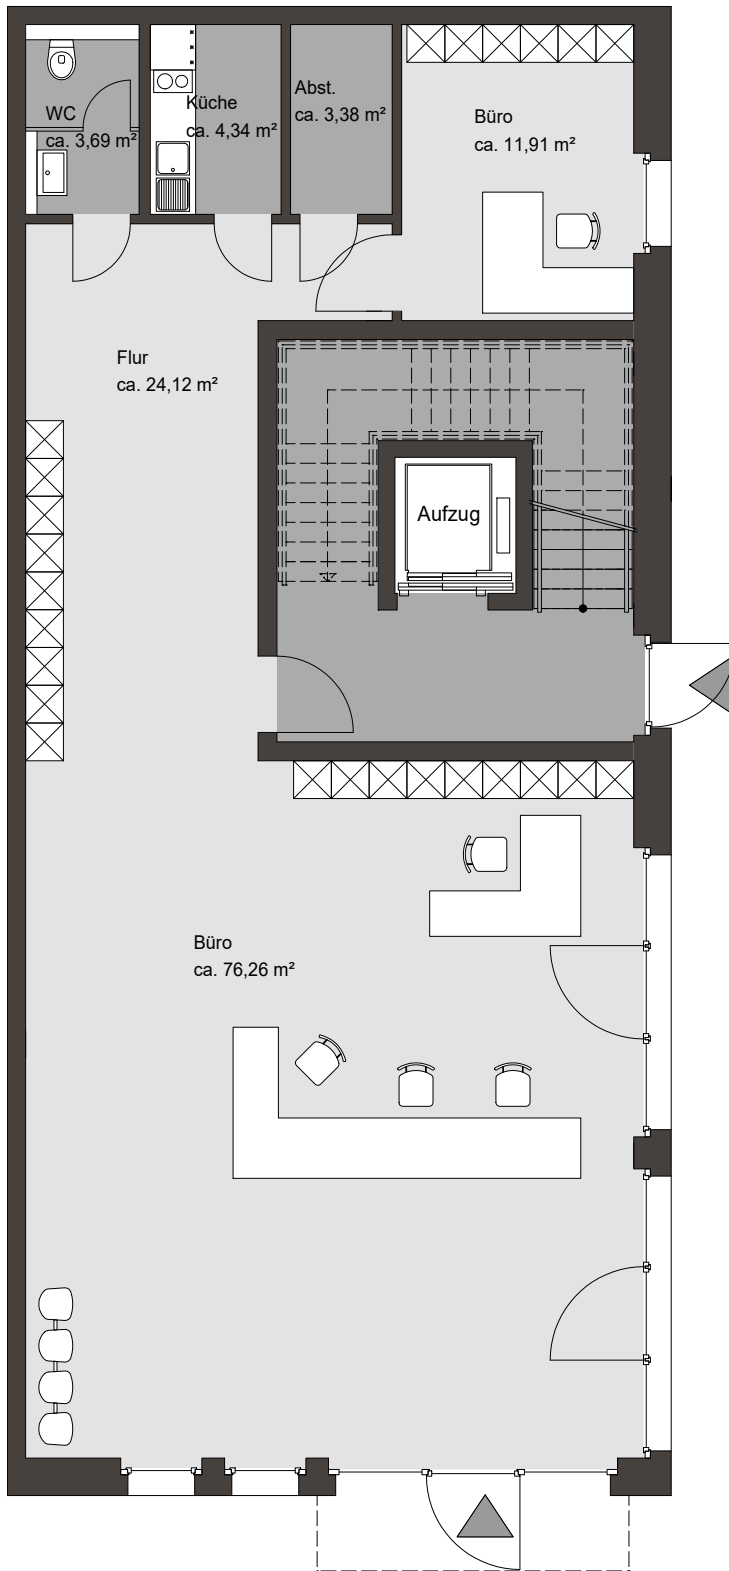 WC
ca. 3,69 m²
Küche
ca. 4,34 m²
Abst.
ca. 3,38 m²
Büro
ca. 11,91 m²
Flur
ca. 24,12 m²
Aufzug
Büro
ca. 76,26 m²